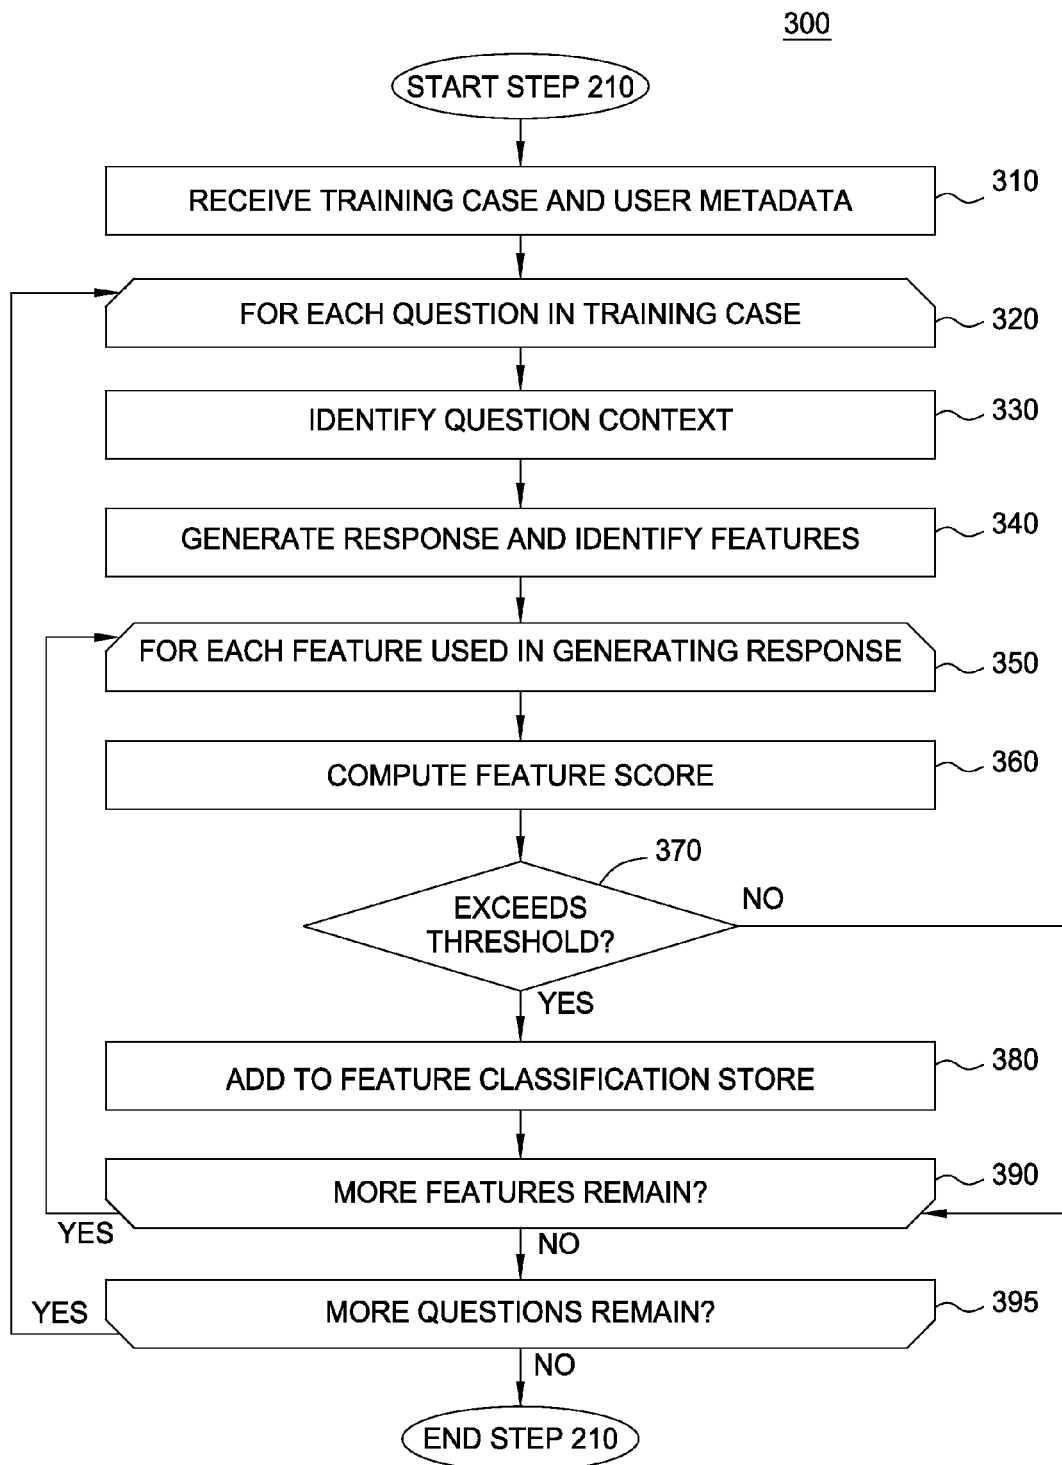 300
START STEP 210
RECEIVE TRAINING CASE AND USER METADATA
310
FOR EACH QUESTION IN TRAINING CASE
320
IDENTIFY QUESTION CONTEXT
330
GENERATE RESPONSE AND IDENTIFY FEATURES
340
FOR EACH FEATURE USED IN GENERATING RESPONSE
350
COMPUTE FEATURE SCORE
360
370
EXCEEDS
THRESHOLD?
NO
YES
ADD TO FEATURE CLASSIFICATION STORE
380
MORE FEATURES REMAIN?
390
YES
NO
MORE QUESTIONS REMAIN?
395
YES
NO
END STEP 210